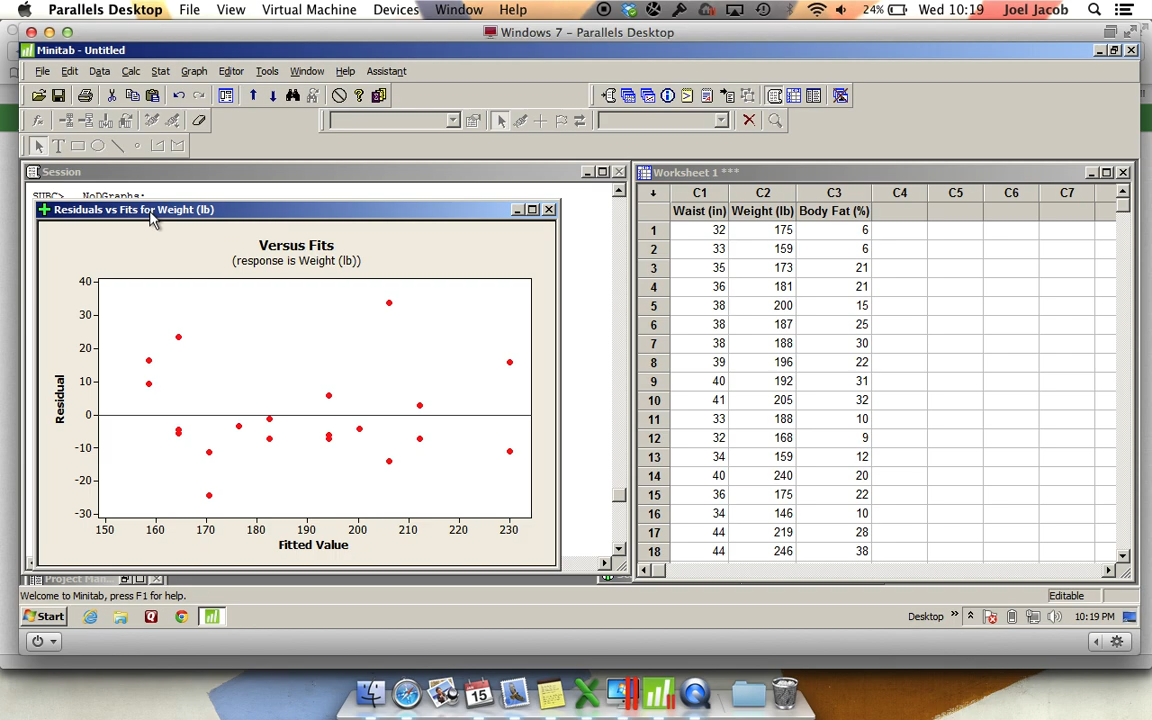 Parallels Desktop File View Virtual Machine Devices Window Help 24% Wed 10:19 Joel Jacob
Windows 7 - Parallels Desktop
Minitab - Untitled
File Edit Data Calc Stat Graph Editor Tools Window Help Assistant
Session
SUBC> NoDGraphs;
Residuals vs Fits for Weight (lb)
Versus Fits
(response is Weight (lb))
40
30
20
10
0
-10
-20
-30
Residual
150 160 170 180 190 200 210 220 230
Fitted Value
Worksheet 1 ***
C1 C2 C3 C4 C5 C6 C7
Waist (in) Weight (lb) Body Fat (%)
1 32 175 6
2 33 159 6
3 35 173 21
4 36 181 21
5 38 200 15
6 38 187 25
7 38 188 30
8 39 196 22
9 40 192 31
10 41 205 32
11 33 188 10
12 32 168 9
13 34 159 12
14 40 240 20
15 36 175 22
16 34 146 10
17 44 219 28
18 44 246 38
Project Man...
Welcome to Minitab, press F1 for help. Editable
Start Desktop 10:19 PM
15